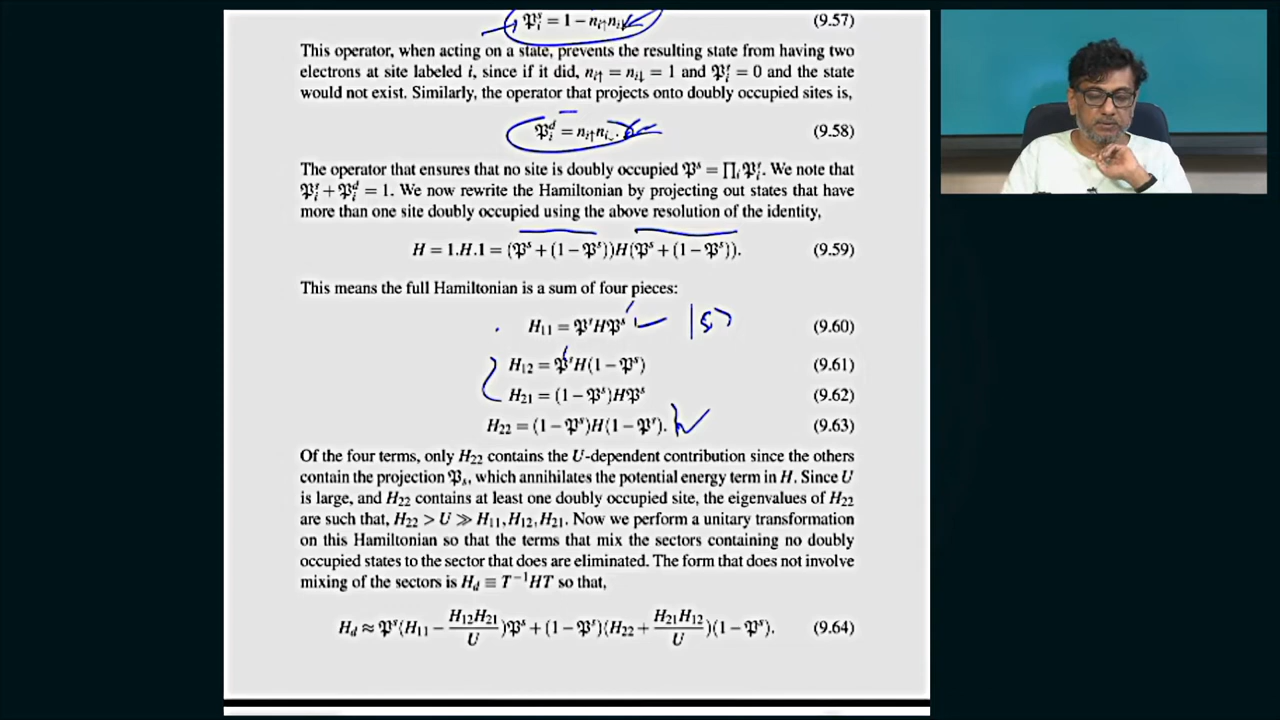 𝔓ᵢˢ = 1 − nᵢ↑nᵢ↓ (9.57)
This operator, when acting on a state, prevents the resulting state from having two
electrons at site labeled i, since if it did, nᵢ↑ = nᵢ↓ = 1 and 𝔓ᵢˢ = 0 and the state
would not exist. Similarly, the operator that projects onto doubly occupied sites is,
𝔓ᵢᵈ = nᵢ↑nᵢ↓. (9.58)
The operator that ensures that no site is doubly occupied 𝔓ˢ = ∏ᵢ 𝔓ᵢˢ. We note that
𝔓ᵢˢ + 𝔓ᵢᵈ = 1. We now rewrite the Hamiltonian by projecting out states that have
more than one site doubly occupied using the above resolution of the identity,
H = 1.H.1 = (𝔓ˢ + (1 − 𝔓ˢ))H(𝔓ˢ + (1 − 𝔓ˢ)). (9.59)
This means the full Hamiltonian is a sum of four pieces:
H₁₁ = 𝔓ˢH𝔓ˢ |s⟩ (9.60)
H₁₂ = 𝔓ˢH(1 − 𝔓ˢ) (9.61)
H₂₁ = (1 − 𝔓ˢ)H𝔓ˢ (9.62)
H₂₂ = (1 − 𝔓ˢ)H(1 − 𝔓ˢ). (9.63)
Of the four terms, only H₂₂ contains the U-dependent contribution since the others
contain the projection 𝔓ₛ, which annihilates the potential energy term in H. Since U
is large, and H₂₂ contains at least one doubly occupied site, the eigenvalues of H₂₂
are such that, H₂₂ > U ≫ H₁₁, H₁₂, H₂₁. Now we perform a unitary transformation
on this Hamiltonian so that the terms that mix the sectors containing no doubly
occupied states to the sector that does are eliminated. The form that does not involve
mixing of the sectors is H_d ≡ T⁻¹HT so that,
H_d ≈ 𝔓ˢ(H₁₁ − H₁₂H₂₁/U)𝔓ˢ + (1 − 𝔓ˢ)(H₂₂ + H₂₁H₁₂/U)(1 − 𝔓ˢ). (9.64)